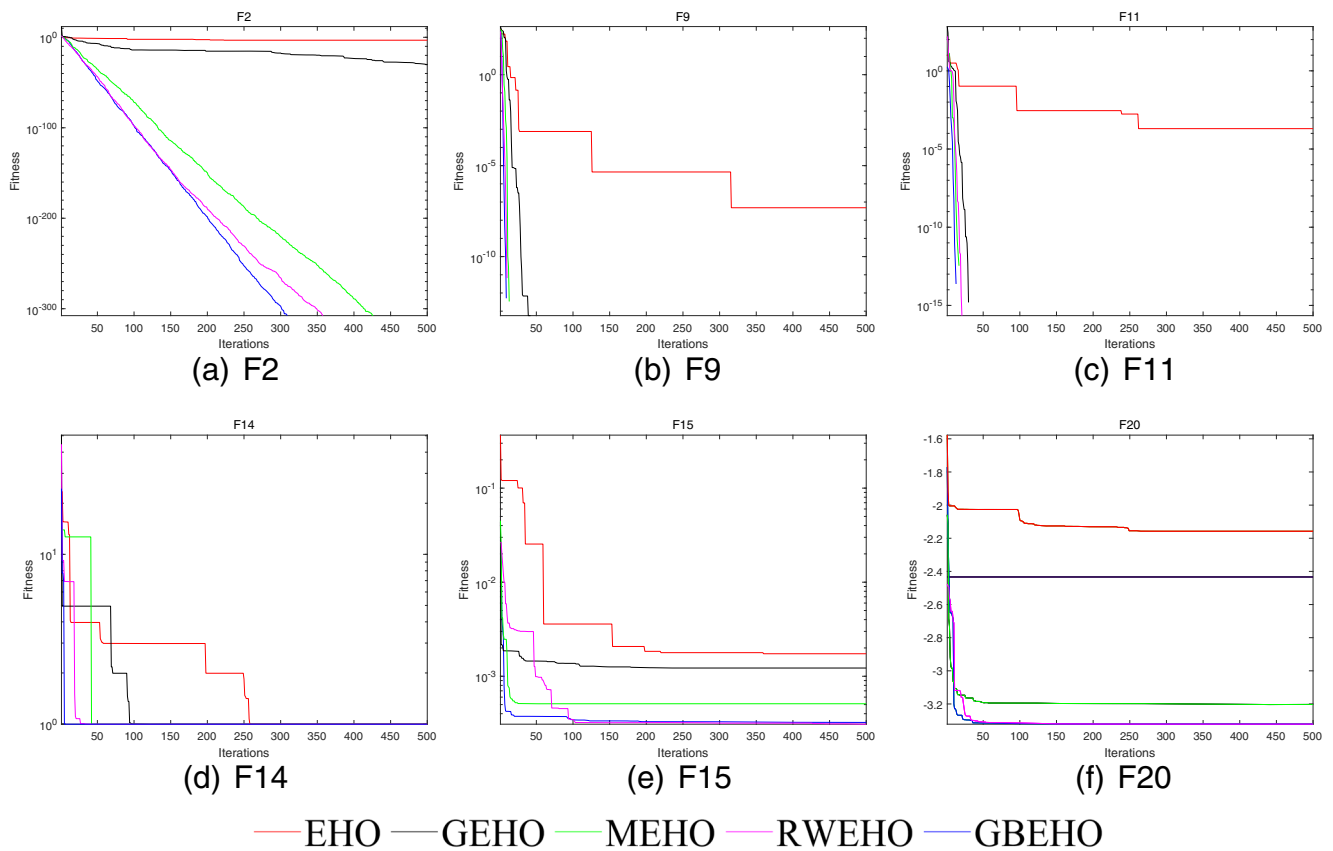 F2
10^0
10^-100
10^-200
10^-300
Fitness
50 100 150 200 250 300 350 400 450 500
Iterations
(a) F2
F9
10^0
10^-5
10^-10
Fitness
50 100 150 200 250 300 350 400 450 500
Iterations
(b) F9
F11
10^0
10^-5
10^-10
10^-15
Fitness
50 100 150 200 250 300 350 400 450 500
Iterations
(c) F11
F14
10^1
10^0
Fitness
50 100 150 200 250 300 350 400 450 500
Iterations
(d) F14
F15
10^-1
10^-2
10^-3
Fitness
50 100 150 200 250 300 350 400 450 500
Iterations
(e) F15
F20
-1.6
-1.8
-2
-2.2
-2.4
-2.6
-2.8
-3
-3.2
Fitness
50 100 150 200 250 300 350 400 450 500
Iterations
(f) F20
EHO GEHO MEHO RWEHO GBEHO